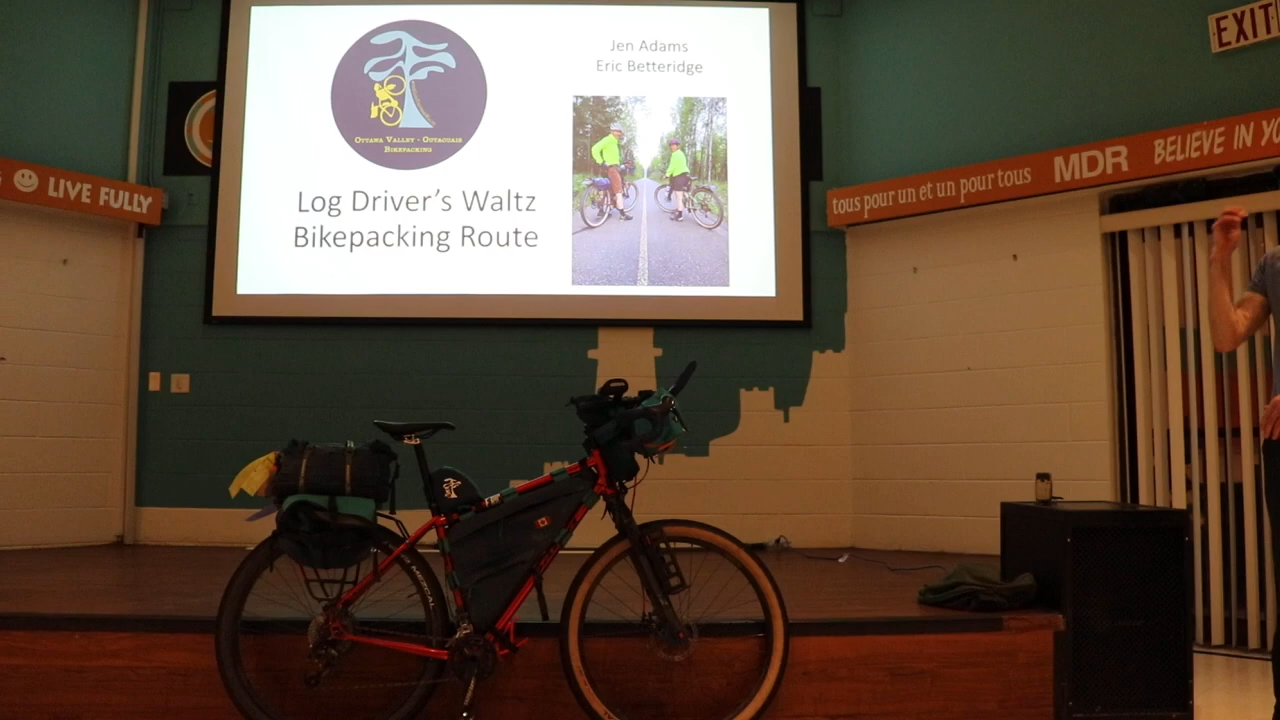 EXIT
Jen Adams
Eric Betteridge
OTTAWA VALLEY - OUTAOUAIS
BIKEPACKING
Log Driver's Waltz
Bikepacking Route
LIVE FULLY
tous pour un et un pour tous MDR BELIEVE IN YO
MEZCAL